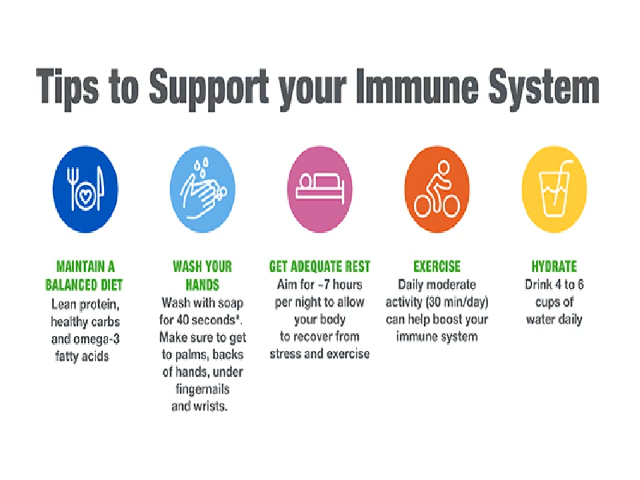 Tips to Support your Immune System
MAINTAIN A
BALANCED DIET
Lean protein,
healthy carbs
and omega-3
fatty acids
WASH YOUR
HANDS
Wash with soap
for 40 seconds*.
Make sure to get
to palms, backs
of hands, under
fingernails
and wrists.
GET ADEQUATE REST
Aim for ~7 hours
per night to allow
your body
to recover from
stress and exercise
EXERCISE
Daily moderate
activity (30 min/day)
can help boost your
immune system
HYDRATE
Drink 4 to 6
cups of
water daily